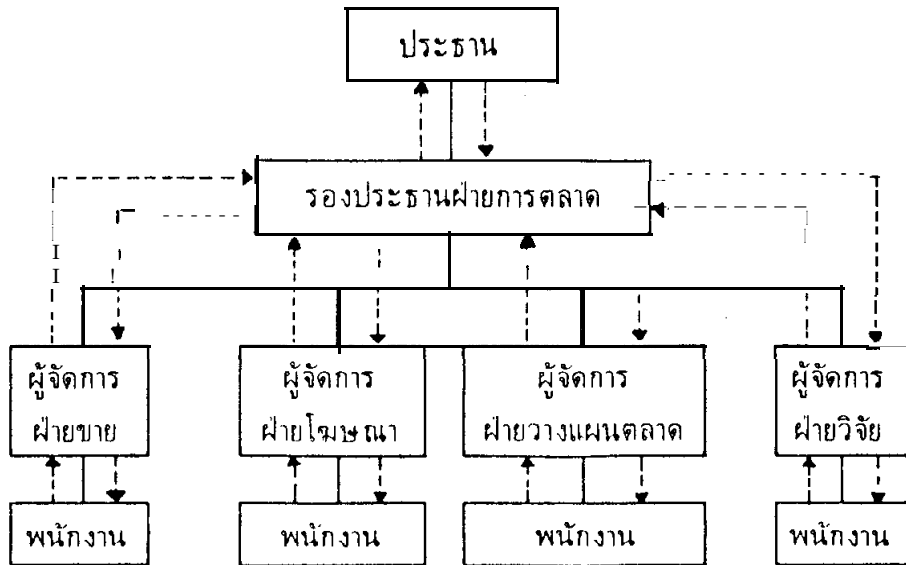 ประธาน
รองประธานฝ่ายการตลาด
ผู้จัดการ
ฝ่ายขาย
ผู้จัดการ
ฝ่ายโฆษณา
ผู้จัดการ
ฝ่ายวางแผนตลาด
ผู้จัดการ
ฝ่ายวิจัย
พนักงาน
พนักงาน
พนักงาน
พนักงาน